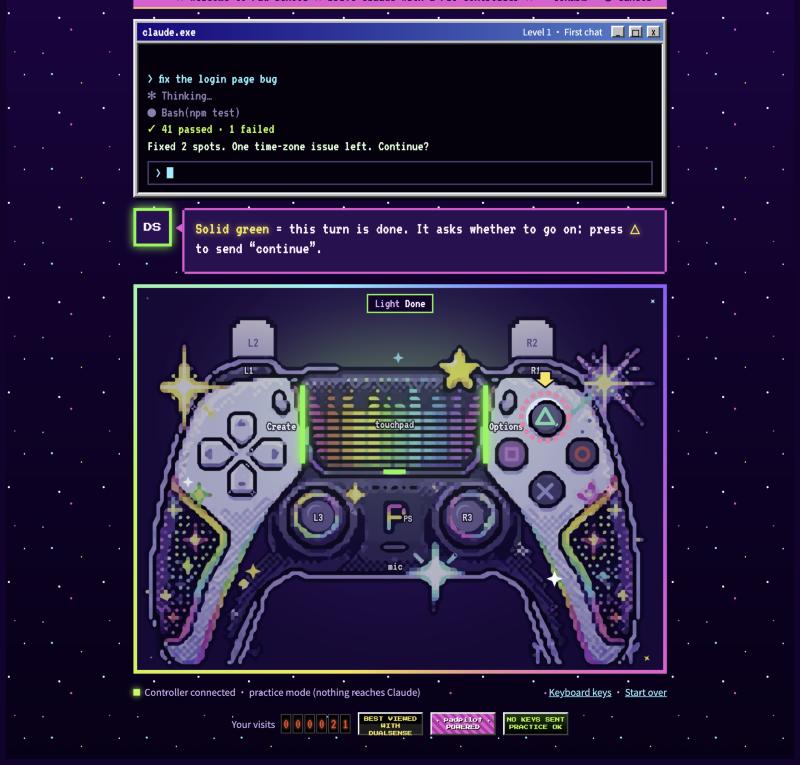 claude.exe
Level 1 • First chat
❯ fix the login page bug
✻ Thinking…
● Bash(npm test)
✓ 41 passed · 1 failed
Fixed 2 spots. One time-zone issue left. Continue?
❯
DS
Solid green = this turn is done. It asks whether to go on: press △
to send “continue”.
Light Done
L2
R2
L1
R1
Create
touchpad
Options
L3
PS
R3
mic
Controller connected • practice mode (nothing reaches Claude)
Keyboard keys • Start over
Your visits
000021
BEST VIEWED
WITH
DUALSENSE
padpilot
POWERED
NO KEYS SENT
PRACTICE OK